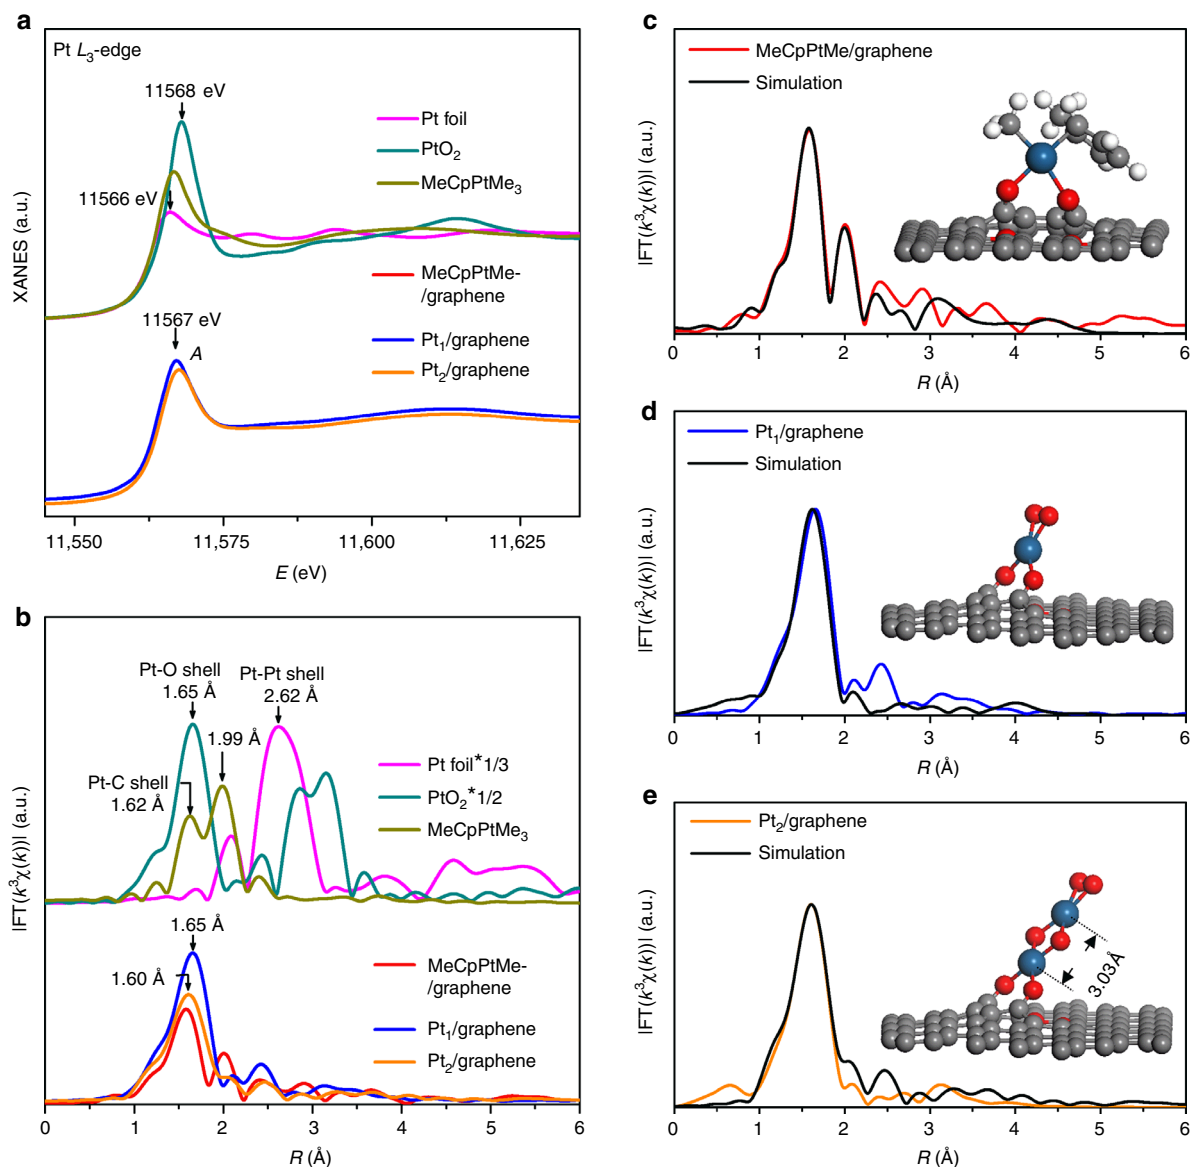 a
Pt L3-edge
11568 eV
Pt foil
PtO2
MeCpPtMe3
11566 eV
MeCpPtMe-
/graphene
11567 eV
A
Pt1/graphene
Pt2/graphene
XANES (a.u.)
11,550 11,575 11,600 11,625
E (eV)
b
Pt-O shell
1.65 Å
Pt-Pt shell
2.62 Å
1.99 Å
Pt-C shell
1.62 Å
Pt foil*1/3
PtO2*1/2
MeCpPtMe3
1.65 Å
1.60 Å
MeCpPtMe-
/graphene
Pt1/graphene
Pt2/graphene
|FT(k3χ(k))| (a.u.)
0 1 2 3 4 5 6
R (Å)
c
MeCpPtMe/graphene
Simulation
|FT(k3χ(k))| (a.u.)
0 1 2 3 4 5 6
R (Å)
d
Pt1/graphene
Simulation
|FT(k3χ(k))| (a.u.)
0 1 2 3 4 5 6
R (Å)
e
Pt2/graphene
Simulation
3.03Å
|FT(k3χ(k))| (a.u.)
0 1 2 3 4 5 6
R (Å)